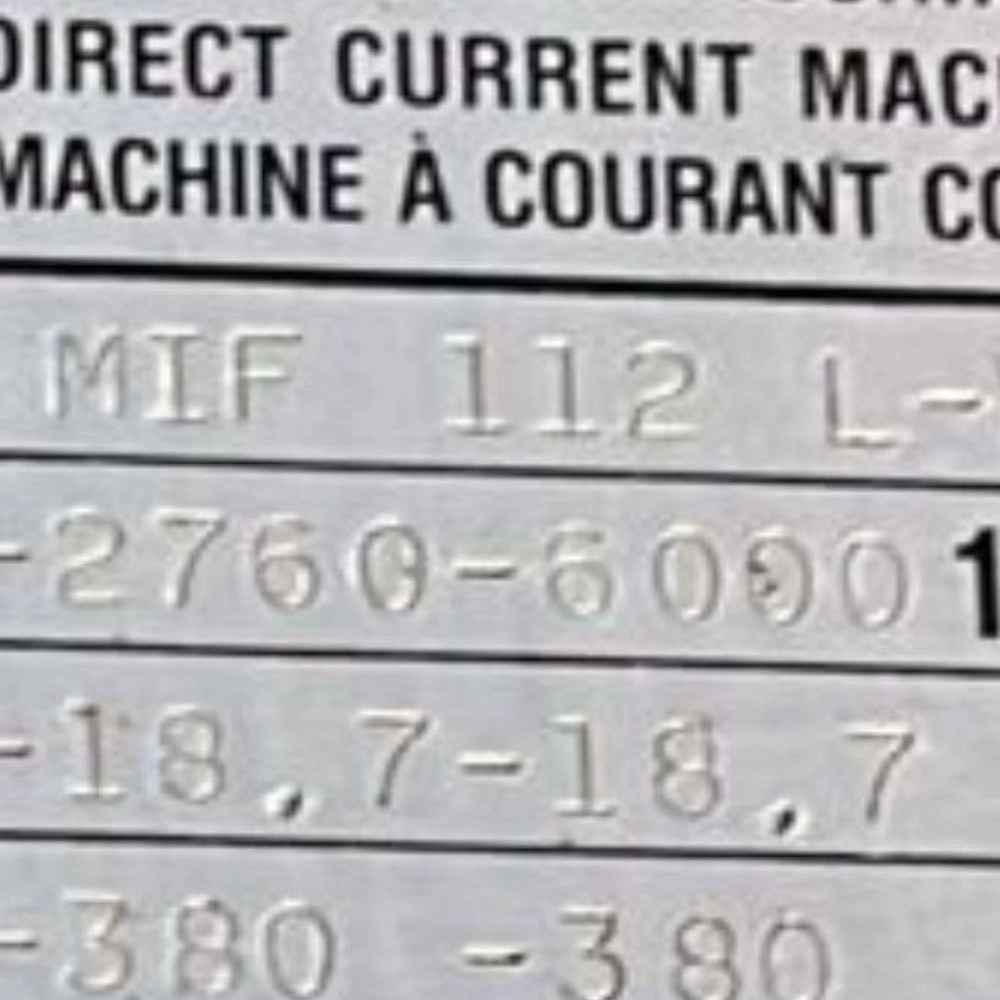 DIRECT CURRENT MAC
MACHINE À COURANT CO
MIF 112 L-
-2760-6000 1
-18,7-18,7
-380 -380